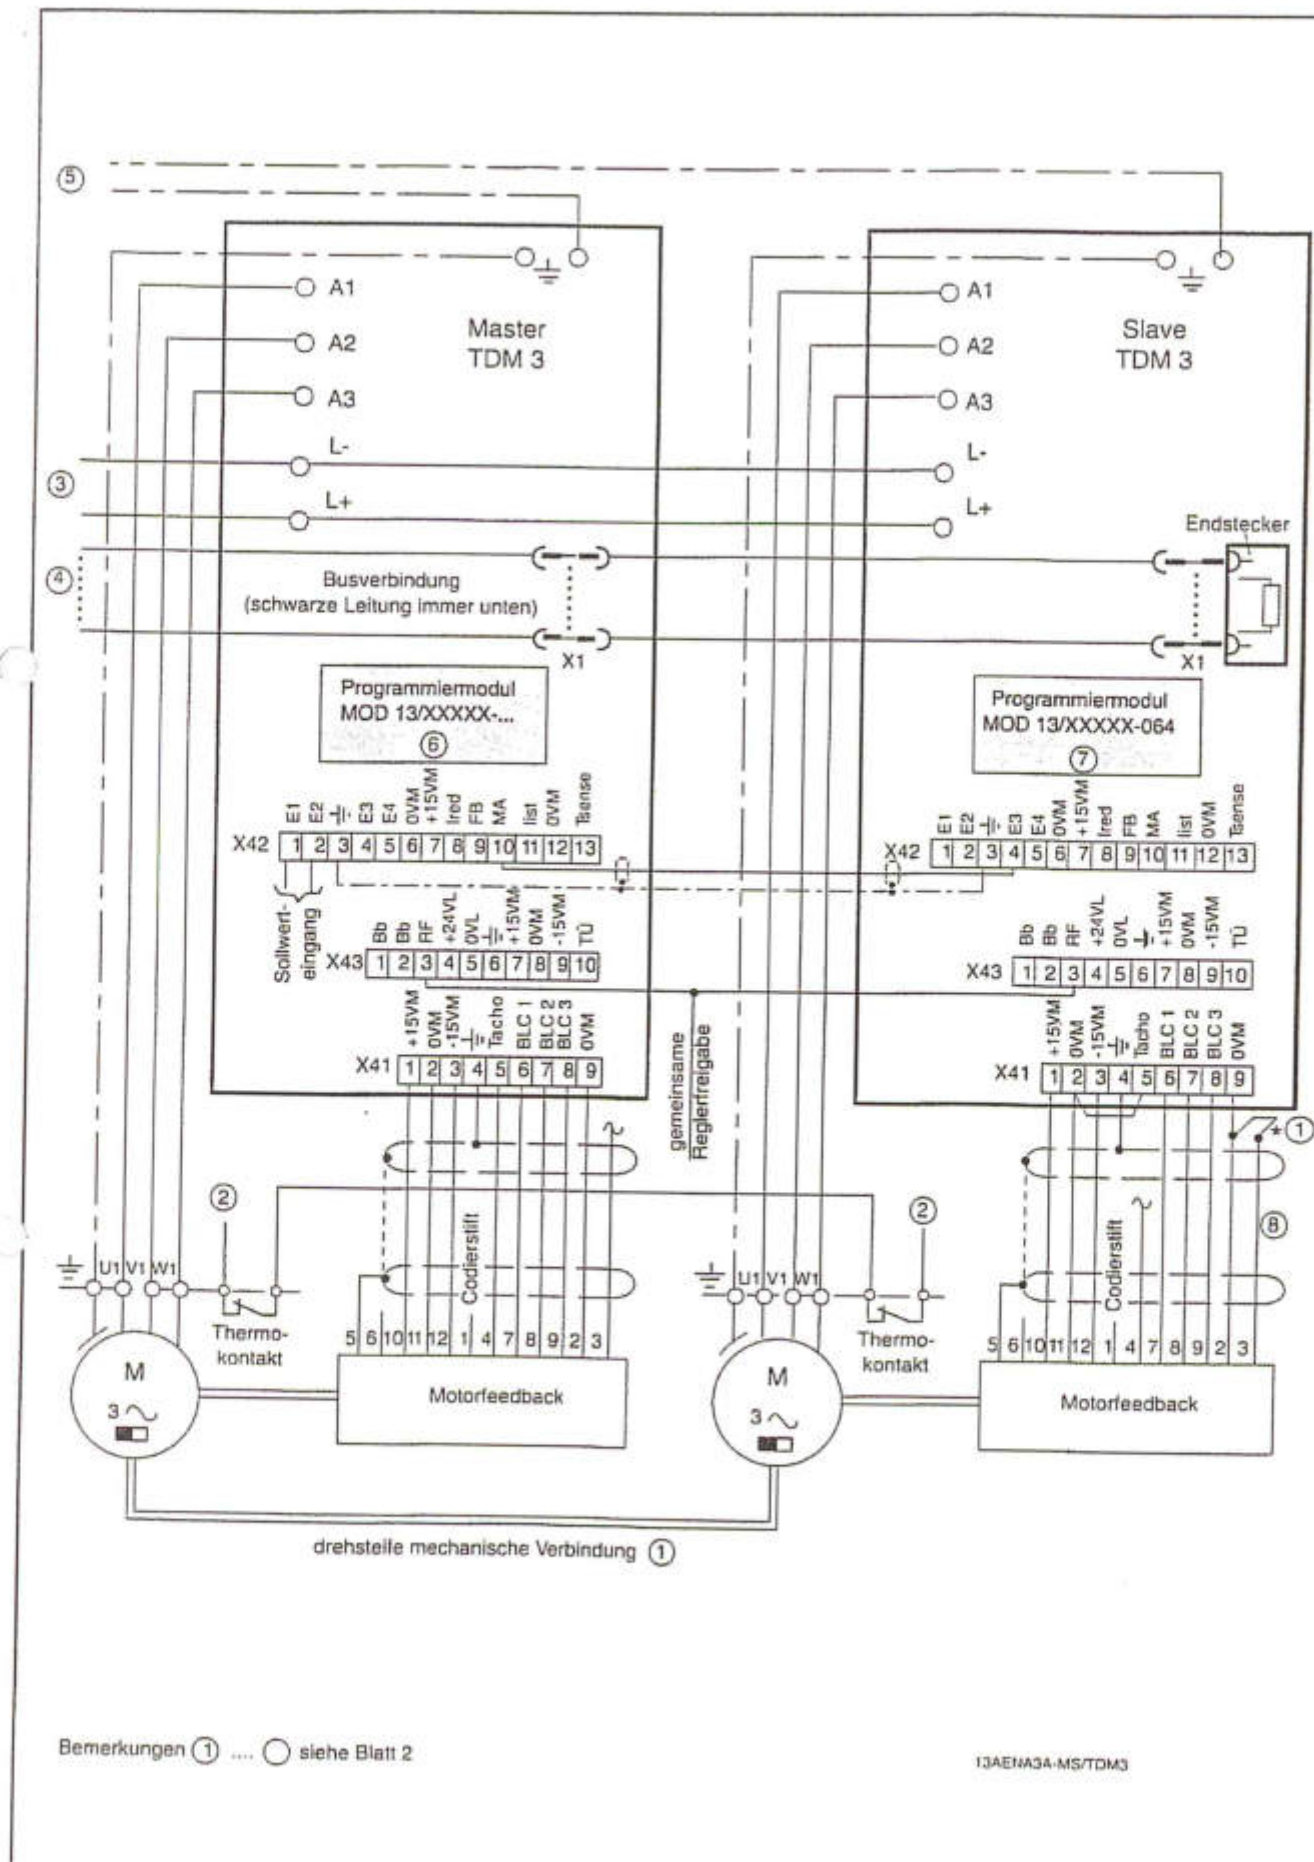 5
A1
A2
A3
Master
TDM 3
L-
L+
3
4
Busverbindung
(schwarze Leitung immer unten)
X1
Programmiermodul
MOD 13/XXXXX-...
6
E1 E2 E3 E4 0VM +15VM Ired FB MA Iist 0VM Tsense
X42 1 2 3 4 5 6 7 8 9 10 11 12 13
Sollwert-
eingang
Bb Bb RF +24VL 0VL +15VM 0VM -15VM TÜ
X43 1 2 3 4 5 6 7 8 9 10
+15VM 0VM -15VM Tacho BLC 1 BLC 2 BLC 3 0VM
X41 1 2 3 4 5 6 7 8 9
A1
A2
A3
Slave
TDM 3
L-
L+
Endstecker
X1
Programmiermodul
MOD 13/XXXXX-064
7
E1 E2 E3 E4 0VM +15VM Ired FB MA Iist 0VM Tsense
X42 1 2 3 4 5 6 7 8 9 10 11 12 13
Bb Bb RF +24VL 0VL +15VM 0VM -15VM TÜ
X43 1 2 3 4 5 6 7 8 9 10
+15VM 0VM -15VM Tacho BLC 1 BLC 2 BLC 3 0VM
X41 1 2 3 4 5 6 7 8 9
gemeinsame
Reglerfreigabe
* 1
2
U1 V1 W1
Thermo-
kontakt
Codierstift
5 6 10 11 12 1 4 7 8 9 2 3
M
3
Motorfeedback
2
8
U1 V1 W1
Thermo-
kontakt
Codierstift
5 6 10 11 12 1 4 7 8 9 2 3
M
3
Motorfeedback
drehsteife mechanische Verbindung 1
Bemerkungen 1 .... siehe Blatt 2
13AENA3A-MS/TDM3